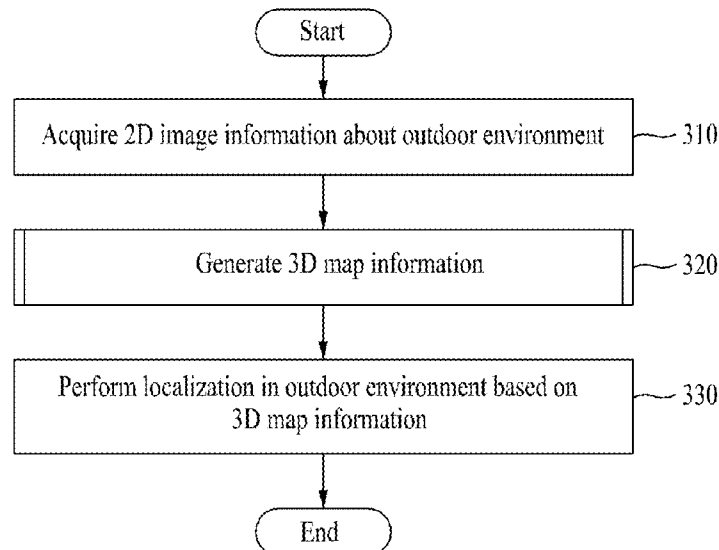 Start
Acquire 2D image information about outdoor environment
310
Generate 3D map information
320
Perform localization in outdoor environment based on
3D map information
330
End